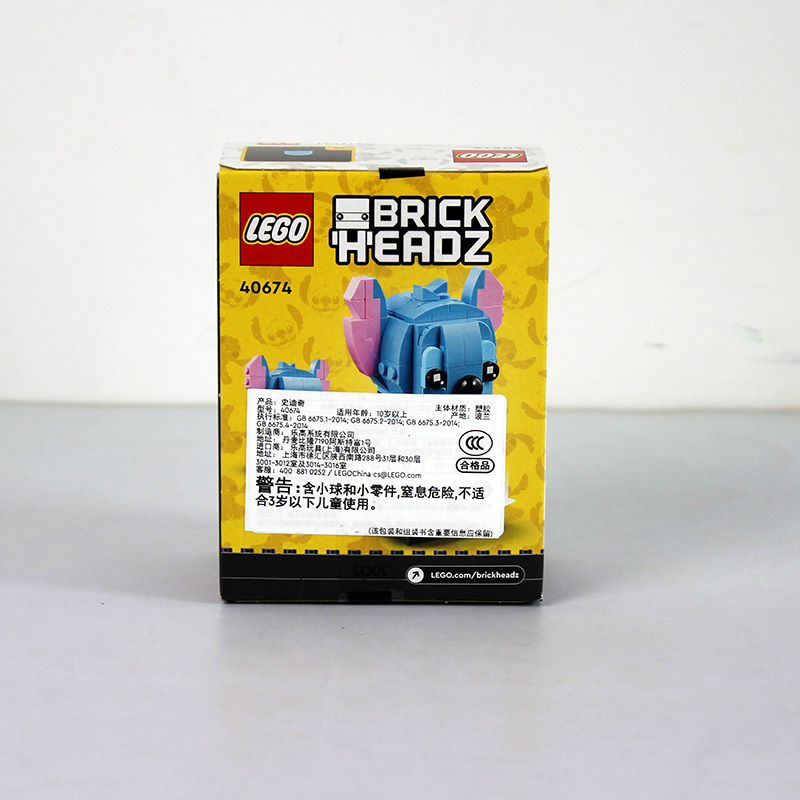 LEGO
LEGO
BRICK
HEADZ
40674
产品: 史迪奇
型号: 40674 适用年龄: 10岁以上 主体材质: 塑胶
执行标准: GB 6675.1-2014; GB 6675.2-2014; GB 6675.3-2014; 产地: 波兰
GB 6675.4-2014
制造商: 乐高系统有限公司
地址: 丹麦比隆7190阿斯特富1号
进口商: 乐高玩具(上海)有限公司
地址: 上海市徐汇区陕西南路288号31层和30层
3001-3012室及3014-3016室
客服: 400 881 0252 / LEGOChina-cs@LEGO.com
CCC
合格品
警告:含小球和小零件,窒息危险,不适
合3岁以下儿童使用。
(该包装和组装书含重要信息应保留)
LEGO.com/brickheadz